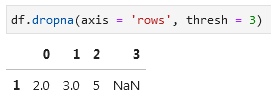 df.dropna(axis = 'rows', thresh = 3)
0 1 2 3
1 2.0 3.0 5 NaN